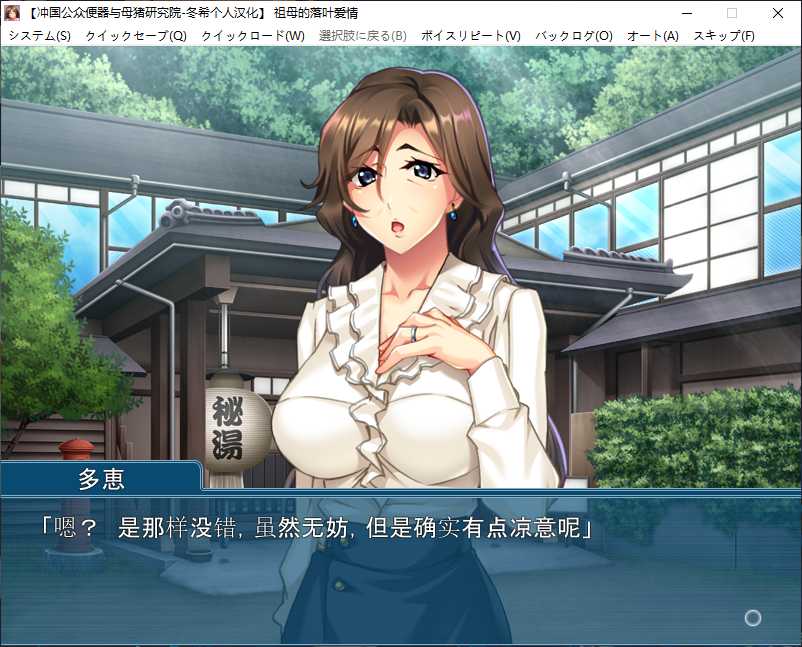 【冲国公众便器与母猪研究院-冬希个人汉化】 祖母的落叶爱情
システム(S) クイックセーブ(Q) クイックロード(W) 選択肢に戻る(B) ボイスリピート(V) バックログ(O) オート(A) スキップ(F)
秘湯
多惠
「嗯？ 是那样没错, 虽然无妨, 但是确实有点凉意呢」